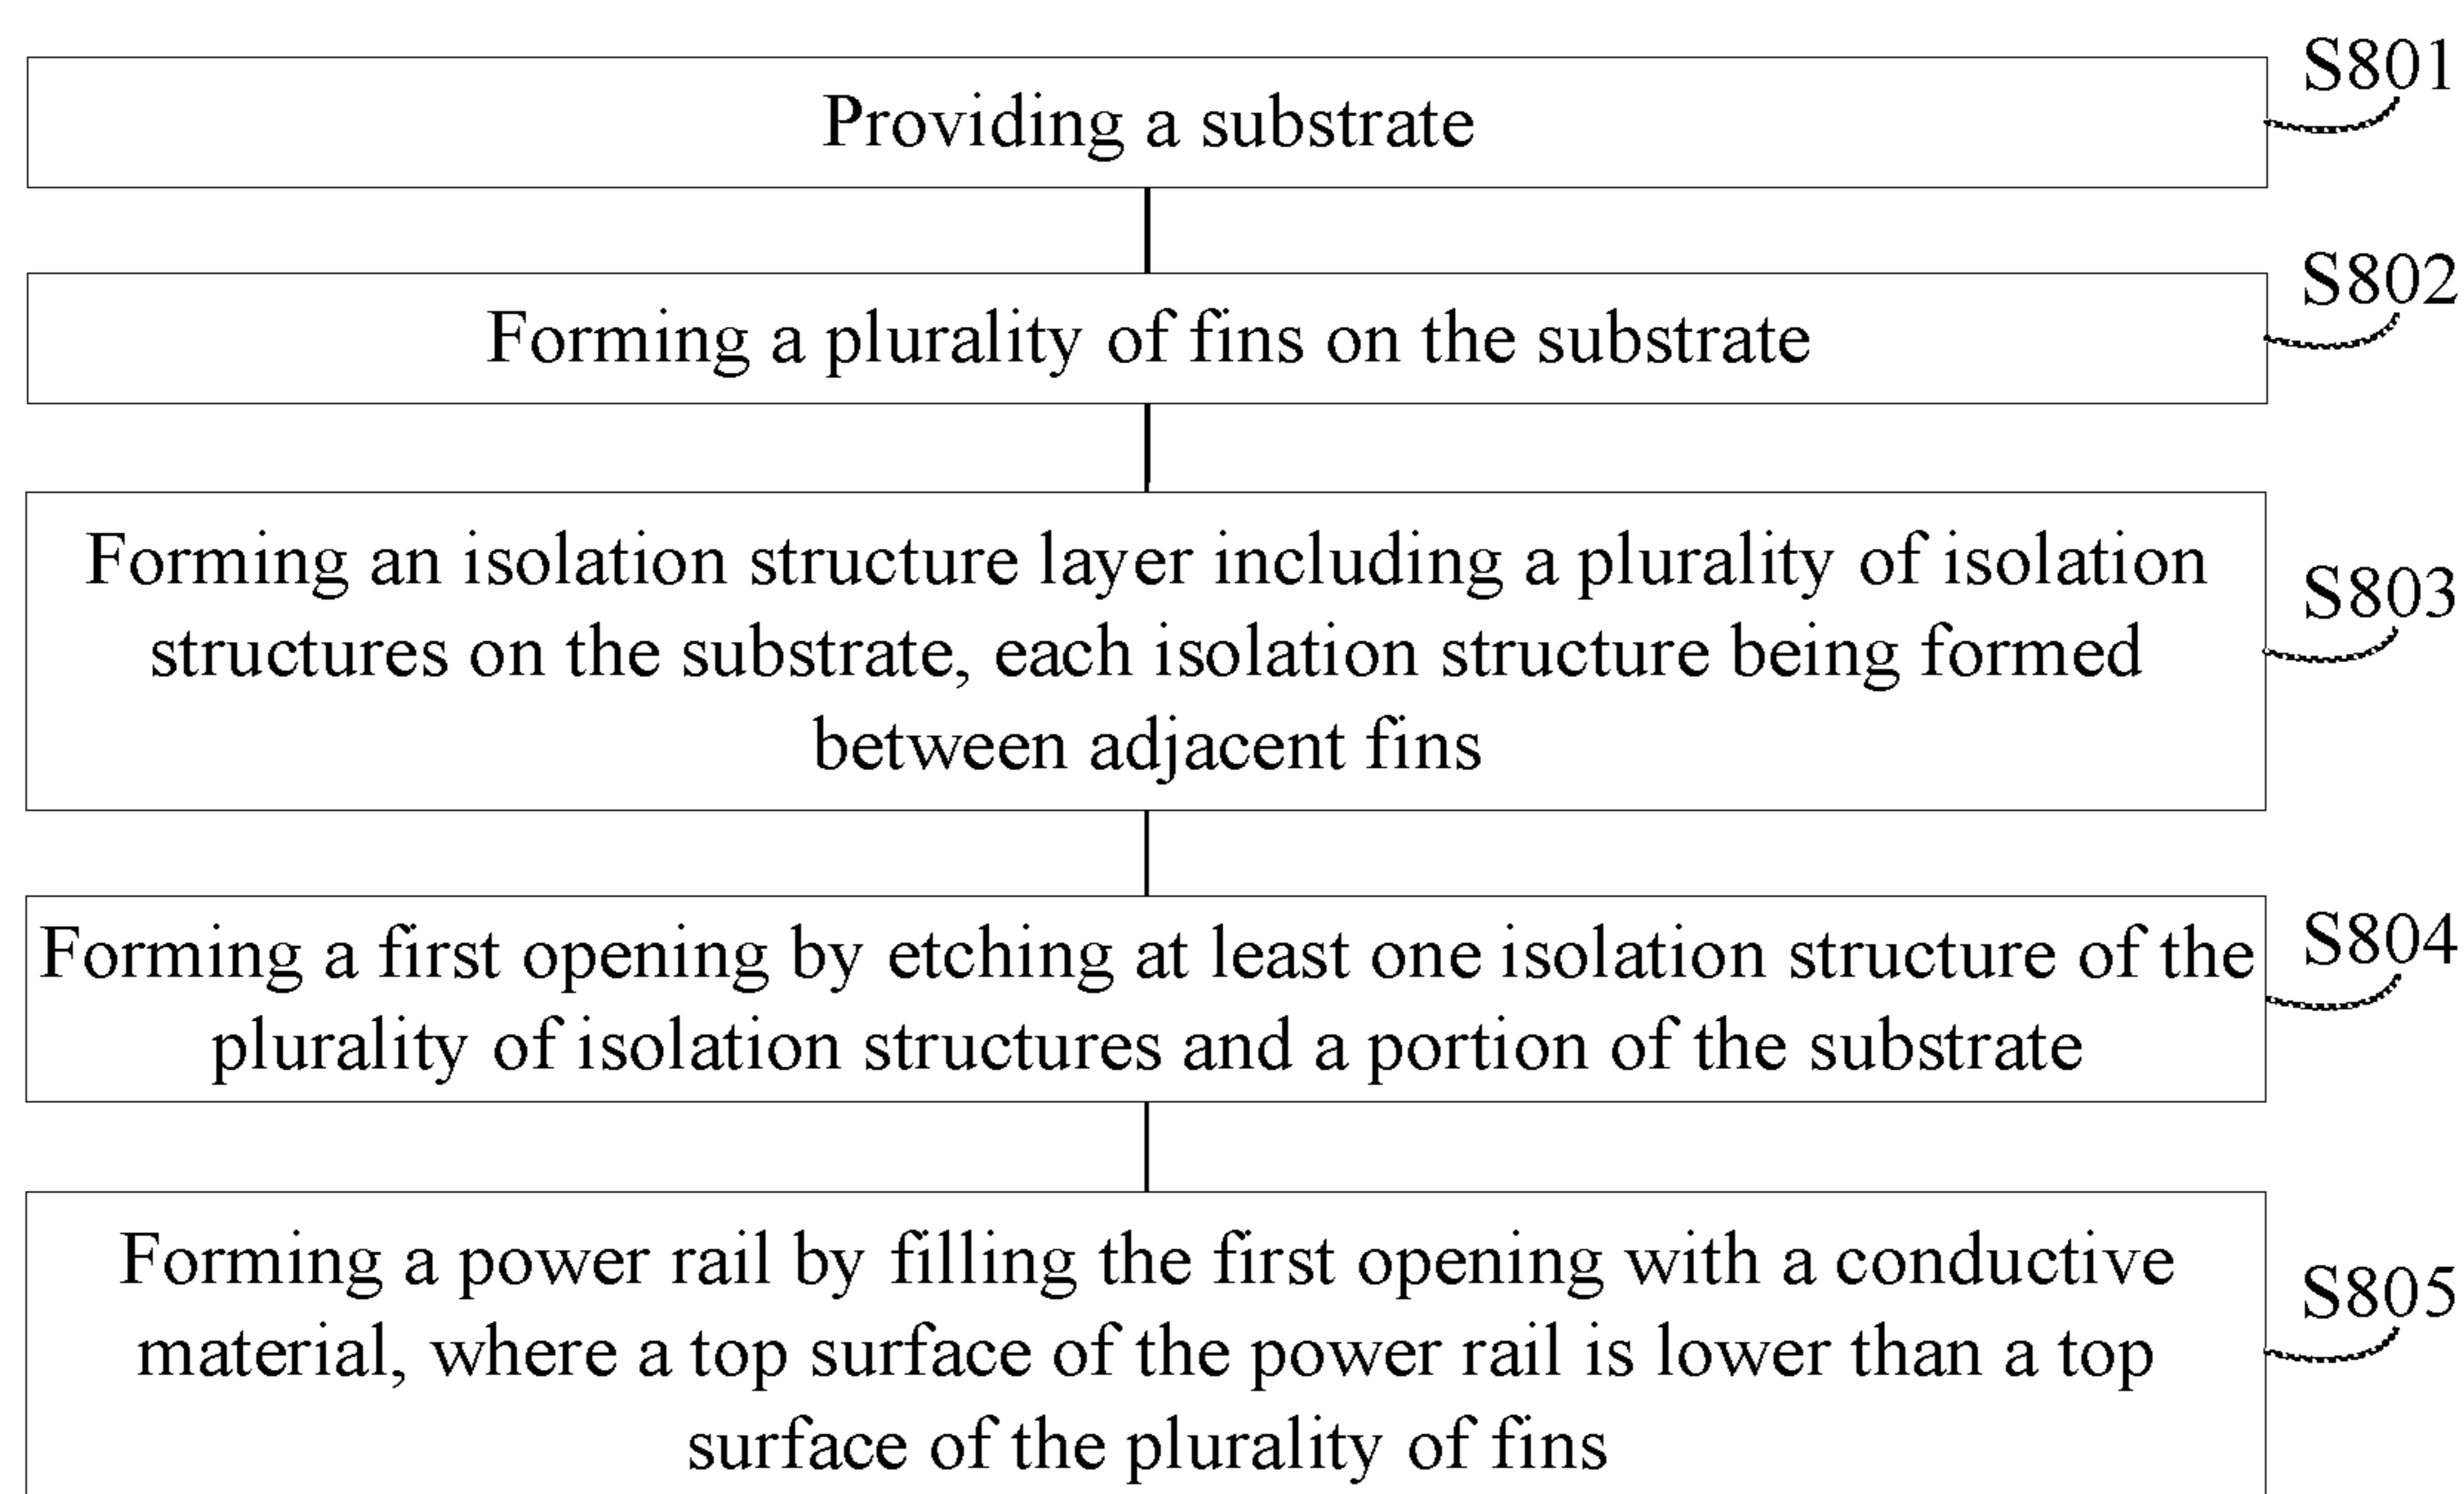 S801
Providing a substrate
S802
Forming a plurality of fins on the substrate
Forming an isolation structure layer including a plurality of isolation
S803
structures on the substrate, each isolation structure being formed
between adjacent fins
Forming a first opening by etching at least one isolation structure of the
S804
plurality of isolation structures and a portion of the substrate
Forming a power rail by filling the first opening with a conductive
S805
material, where a top surface of the power rail is lower than a top
surface of the plurality of fins